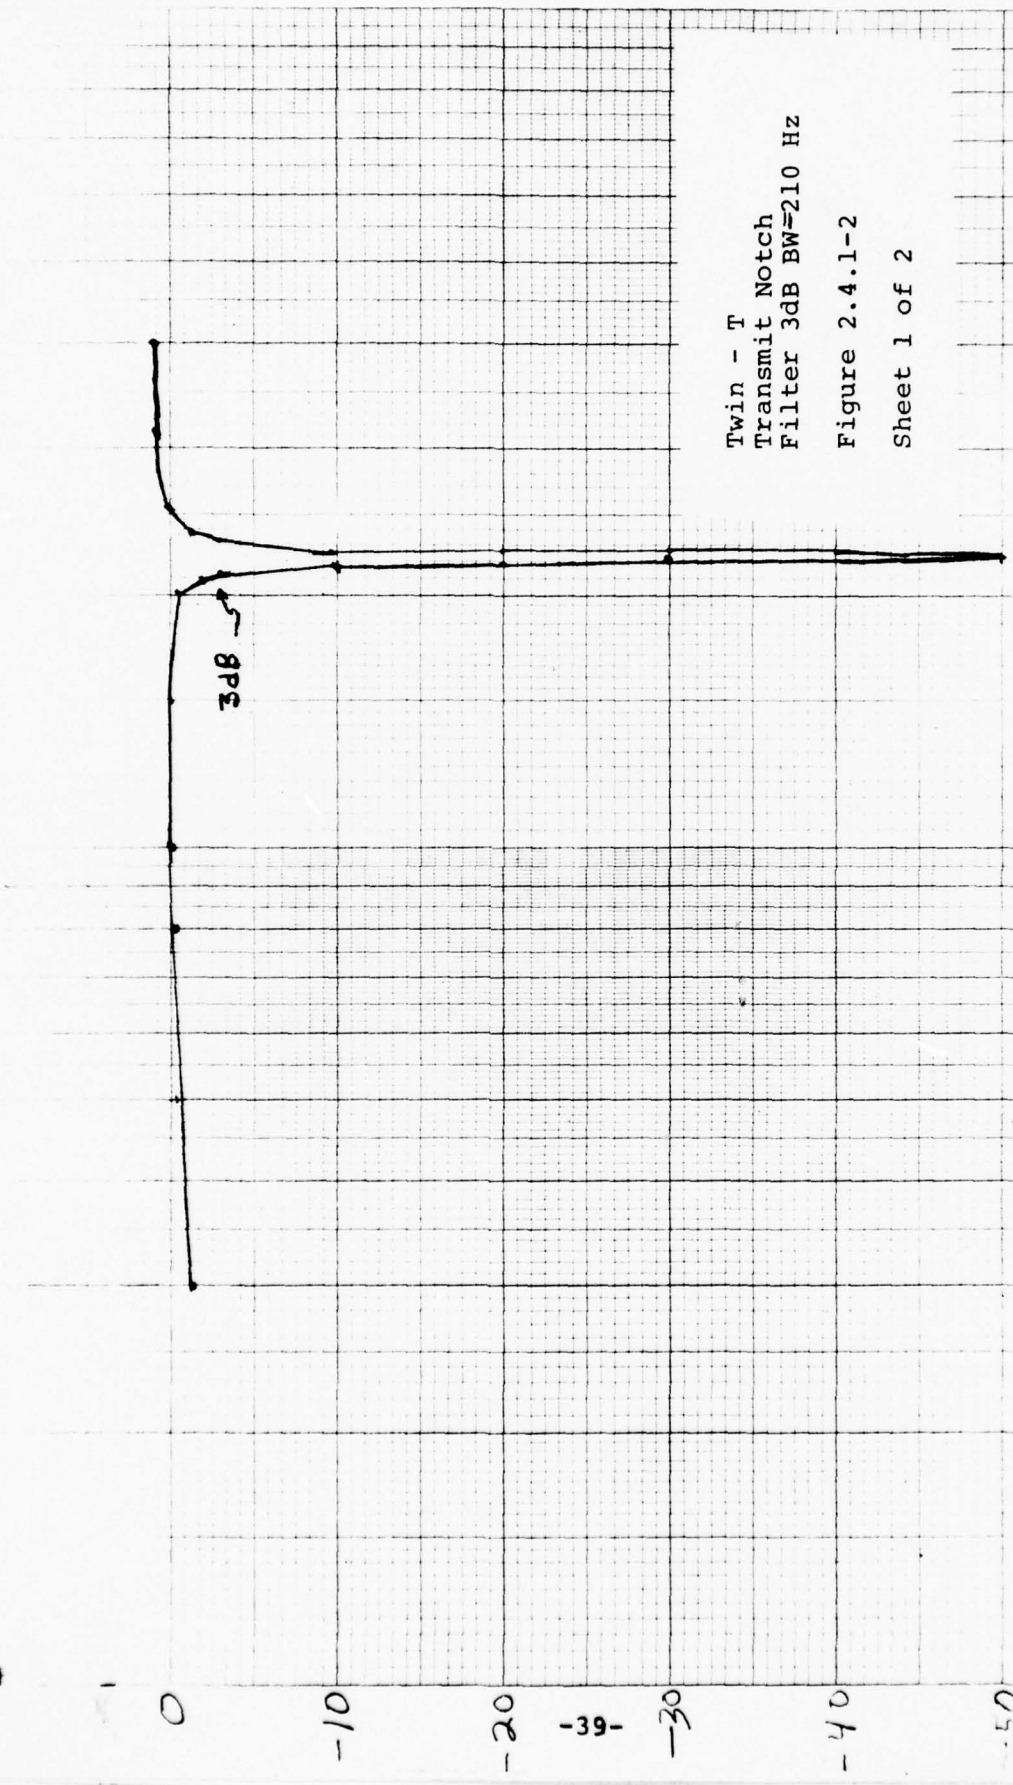 0
-10
-20
-30
-40
-50
3dB
Twin - T
Transmit Notch
Filter 3dB BW=210 Hz
Figure 2.4.1-2
Sheet 1 of 2
-39-